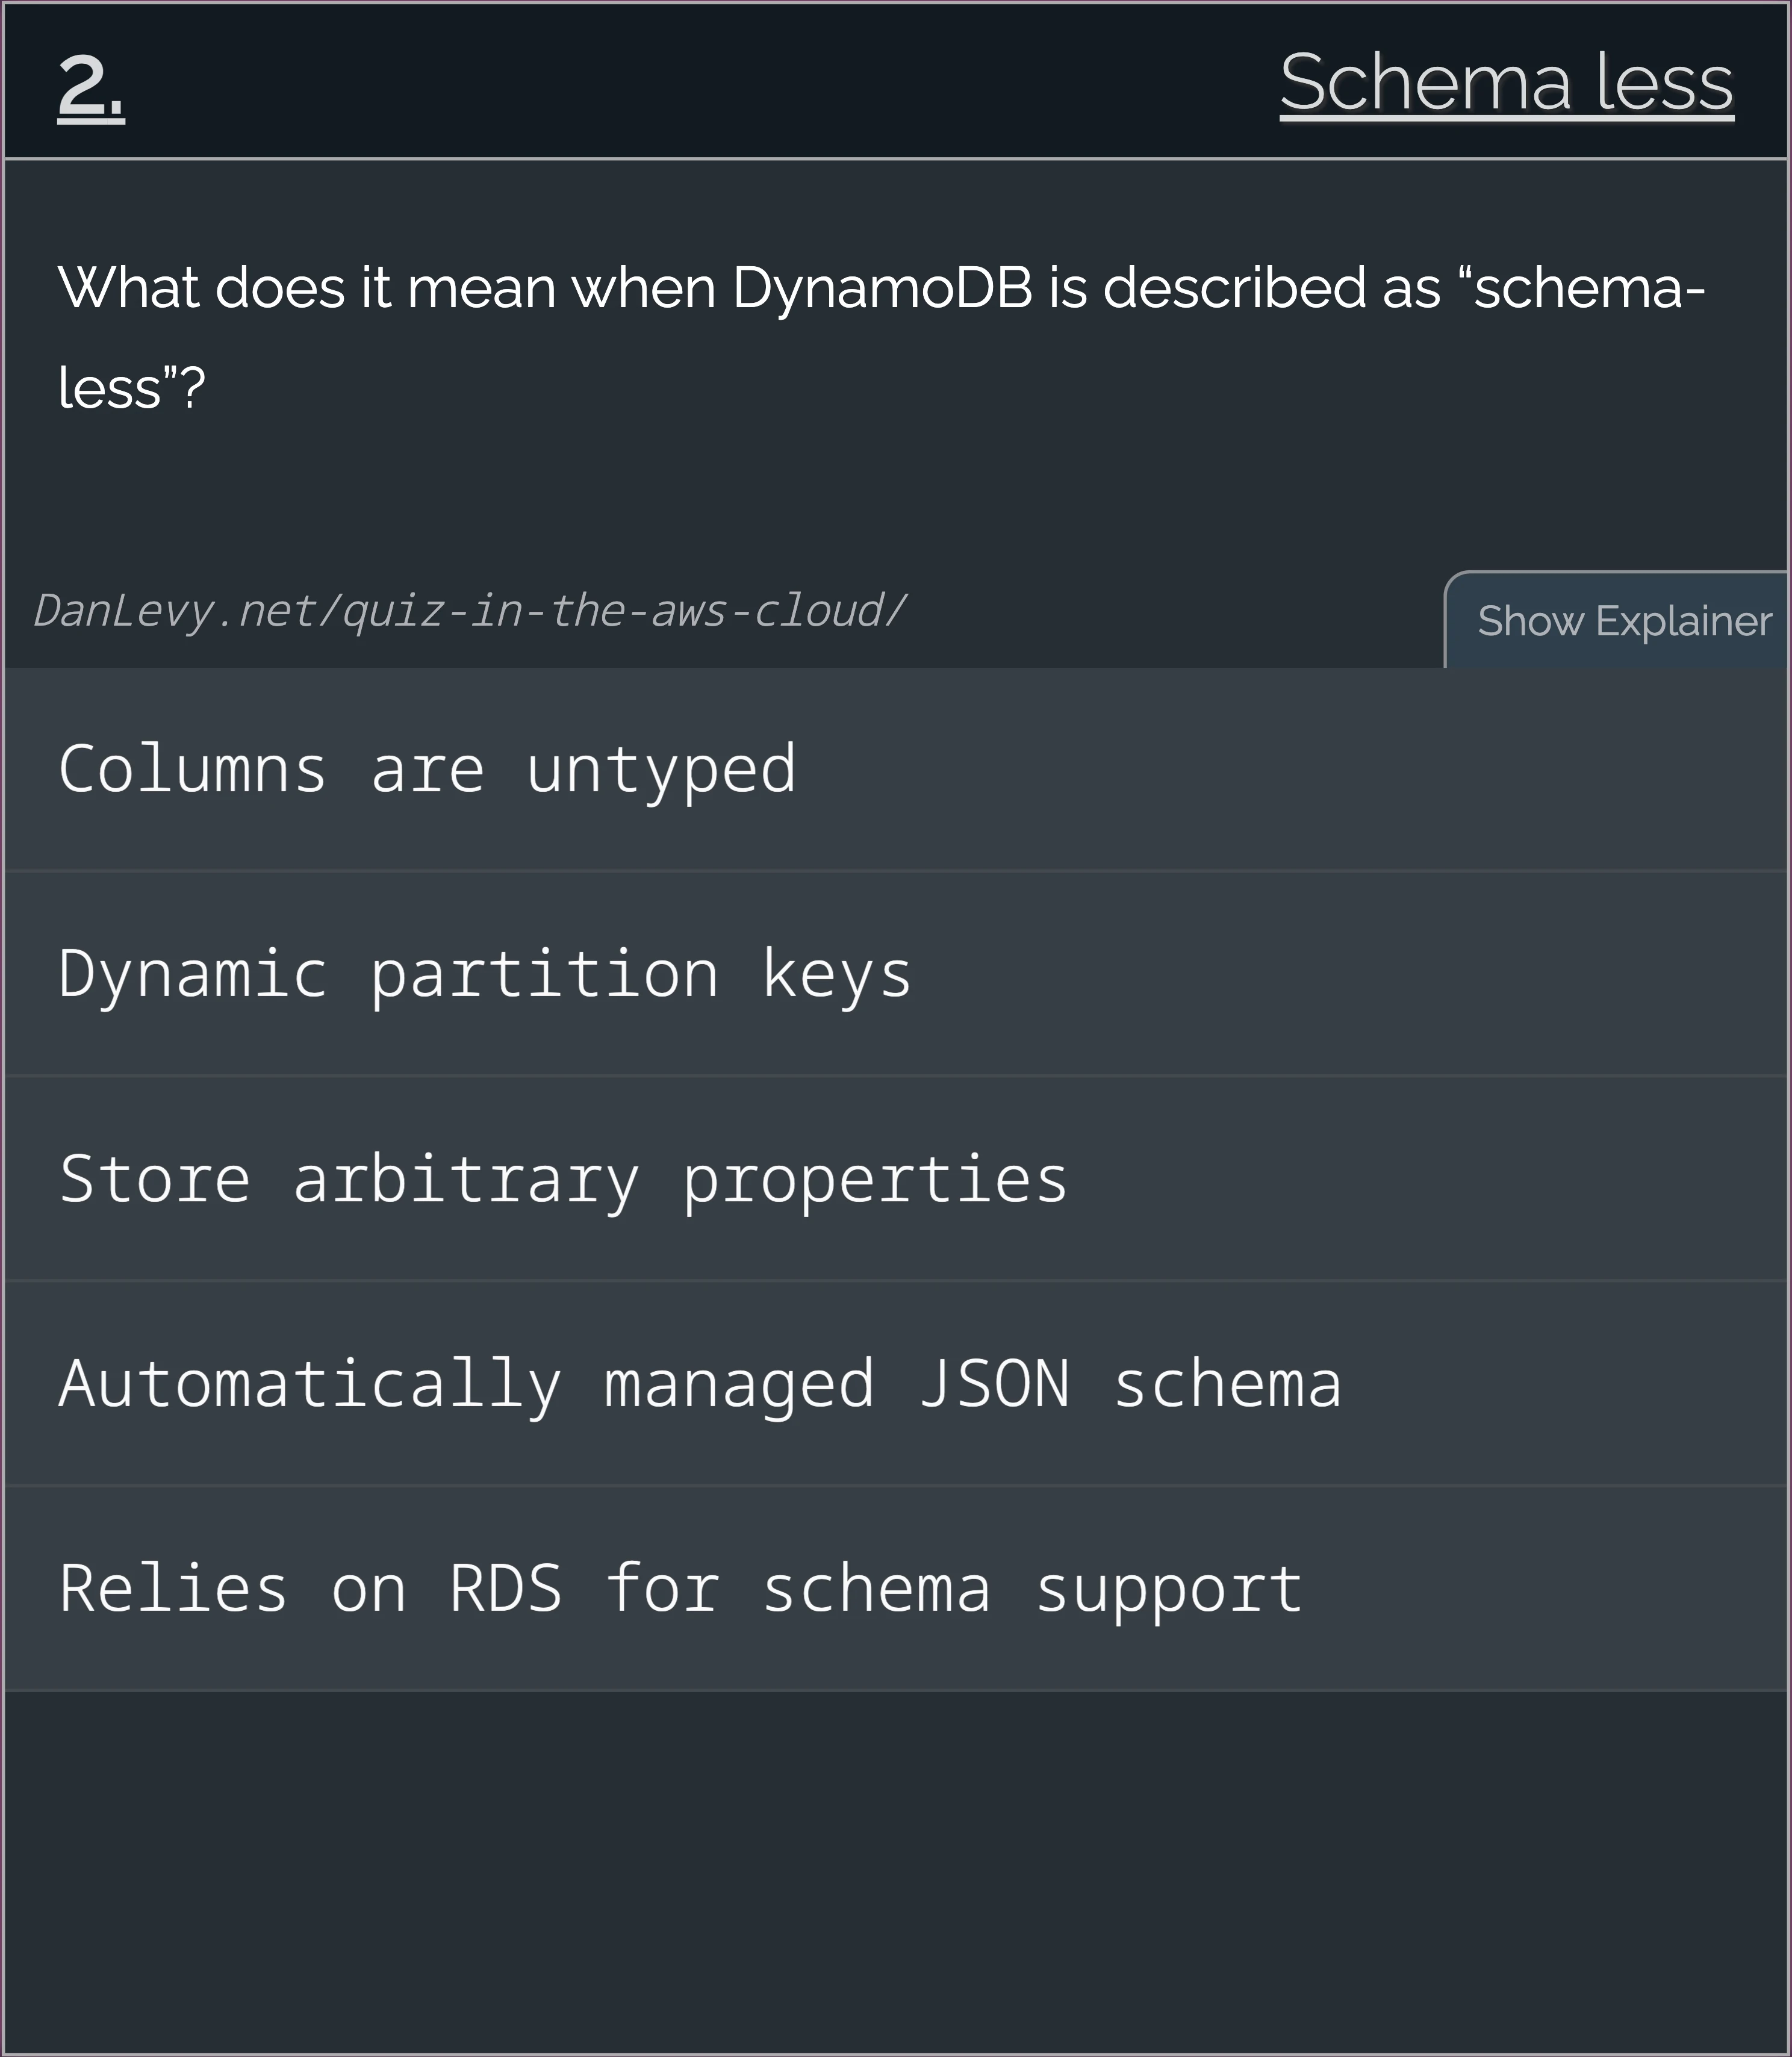 2.
Schema less
What does it mean when DynamoDB is described as “schema-
less”?
DanLevy.net/quiz-in-the-aws-cloud/
Show Explainer
Columns are untyped
Dynamic partition keys
Store arbitrary properties
Automatically managed JSON schema
Relies on RDS for schema support